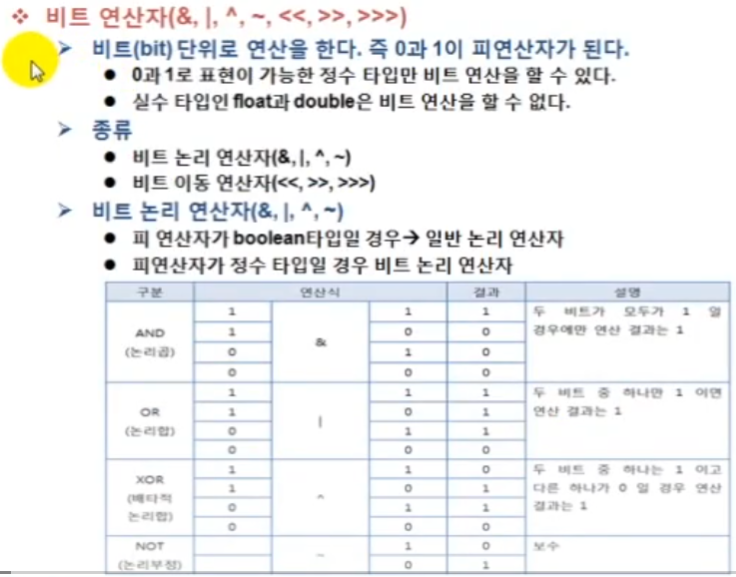 ❖ 비트 연산자(&, |, ^, ~, <<, >>, >>>)
➢ 비트(bit) 단위로 연산을 한다. 즉 0과 1이 피연산자가 된다.
● 0과 1로 표현이 가능한 정수 타입만 비트 연산을 할 수 있다.
● 실수 타입인 float과 double은 비트 연산을 할 수 없다.
➢ 종류
● 비트 논리 연산자(&, |, ^, ~)
● 비트 이동 연산자(<<, >>, >>>)
➢ 비트 논리 연산자(&, |, ^, ~)
● 피 연산자가 boolean타입일 경우→ 일반 논리 연산자
● 피연산자가 정수 타입일 경우 비트 논리 연산자
구분 연산식 결과 설명
AND
(논리곱)
&
1 1 1
1 0 0
0 1 0
0 0 0
두 비트가 모두가 1 일
경우에만 연산 결과는 1
OR
(논리합)
|
1 1 1
1 0 1
0 1 1
0 0 0
두 비트 중 하나만 1 이면
연산 결과는 1
XOR
(배타적
논리합)
^
1 1 0
1 0 1
0 1 1
0 0 0
두 비트 중 하나는 1 이고
다른 하나가 0 일 경우 연산
결과는 1
NOT
(논리부정)
~
1 0
0 1
보수